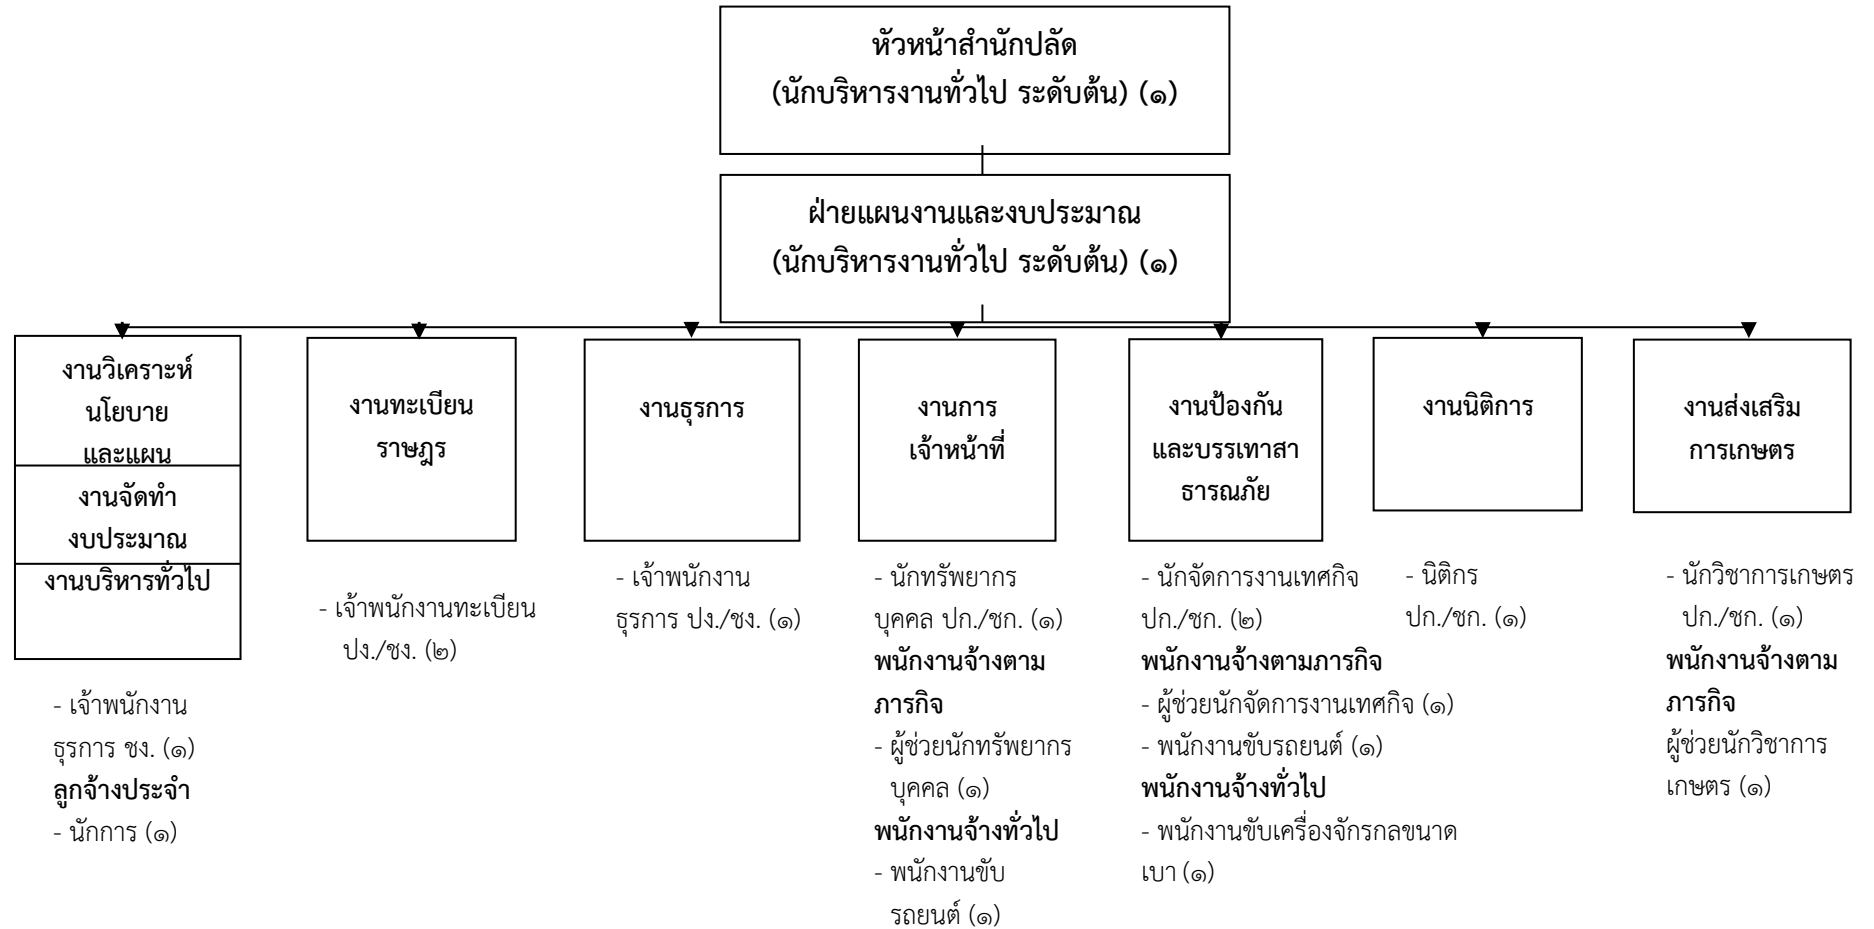 หัวหน้าสำนักปลัด
(นักบริหารงานทั่วไป ระดับต้น) (๑)
ฝ่ายแผนงานและงบประมาณ
(นักบริหารงานทั่วไป ระดับต้น) (๑)
งานวิเคราะห์
นโยบาย
และแผน
งานจัดทำ
งบประมาณ
งานบริหารทั่วไป
- เจ้าพนักงาน
ธุรการ ชง. (๑)
ลูกจ้างประจำ
- นักการ (๑)
งานทะเบียน
ราษฎร
- เจ้าพนักงานทะเบียน
ปง./ชง. (๒)
งานธุรการ
- เจ้าพนักงาน
ธุรการ ปง./ชง. (๑)
งานการ
เจ้าหน้าที่
- นักทรัพยากร
บุคคล ปก./ชก. (๑)
พนักงานจ้างตาม
ภารกิจ
- ผู้ช่วยนักทรัพยากร
บุคคล (๑)
พนักงานจ้างทั่วไป
- พนักงานขับ
รถยนต์ (๑)
งานป้องกัน
และบรรเทาสา
ธารณภัย
- นักจัดการงานเทศกิจ
ปก./ชก. (๒)
พนักงานจ้างตามภารกิจ
- ผู้ช่วยนักจัดการงานเทศกิจ (๑)
- พนักงานขับรถยนต์ (๑)
พนักงานจ้างทั่วไป
- พนักงานขับเครื่องจักรกลขนาด
เบา (๑)
งานนิติการ
- นิติกร
ปก./ชก. (๑)
งานส่งเสริม
การเกษตร
- นักวิชาการเกษตร
ปก./ชก. (๑)
พนักงานจ้างตาม
ภารกิจ
ผู้ช่วยนักวิชาการ
เกษตร (๑)